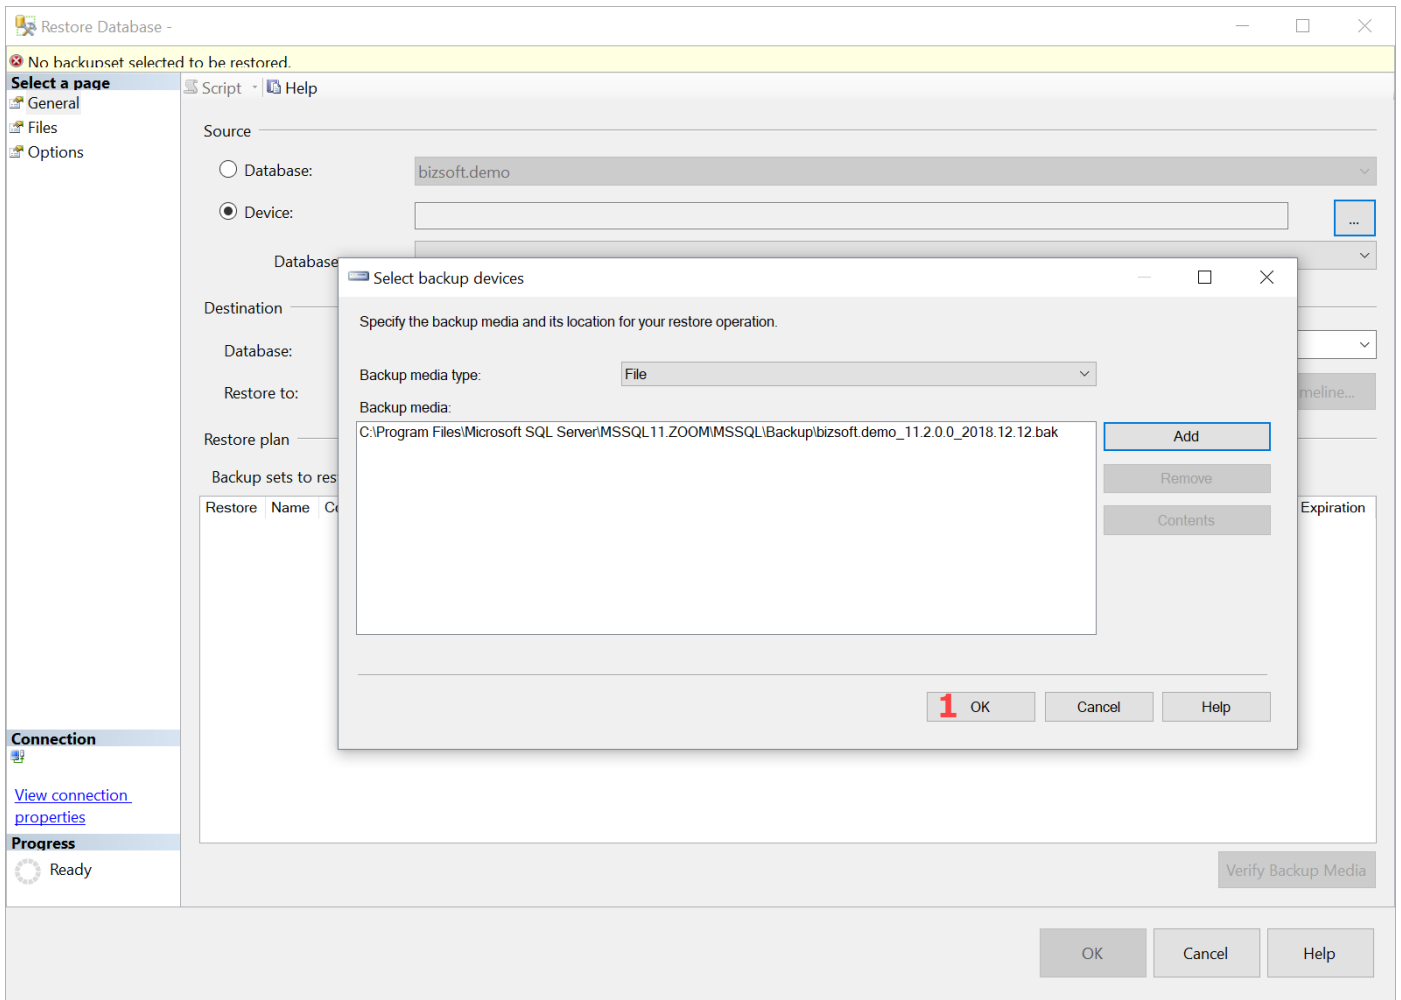 Restore Database -
No backupset selected to be restored.
Select a page
General
Files
Options
Script
Help
Source
Database:
bizsoft.demo
Device:
...
Database
Select backup devices
Specify the backup media and its location for your restore operation.
Backup media type:
File
Backup media:
C:\Program Files\Microsoft SQL Server\MSSQL11.ZOOM\MSSQL\Backup\bizsoft.demo_11.2.0.0_2018.12.12.bak
Add
Remove
Contents
1 OK
Cancel
Help
Destination
Database:
Restore to:
meline...
Restore plan
Backup sets to res
Restore Name Co Expiration
Connection
View connection
properties
Progress
Ready
Verify Backup Media
OK
Cancel
Help